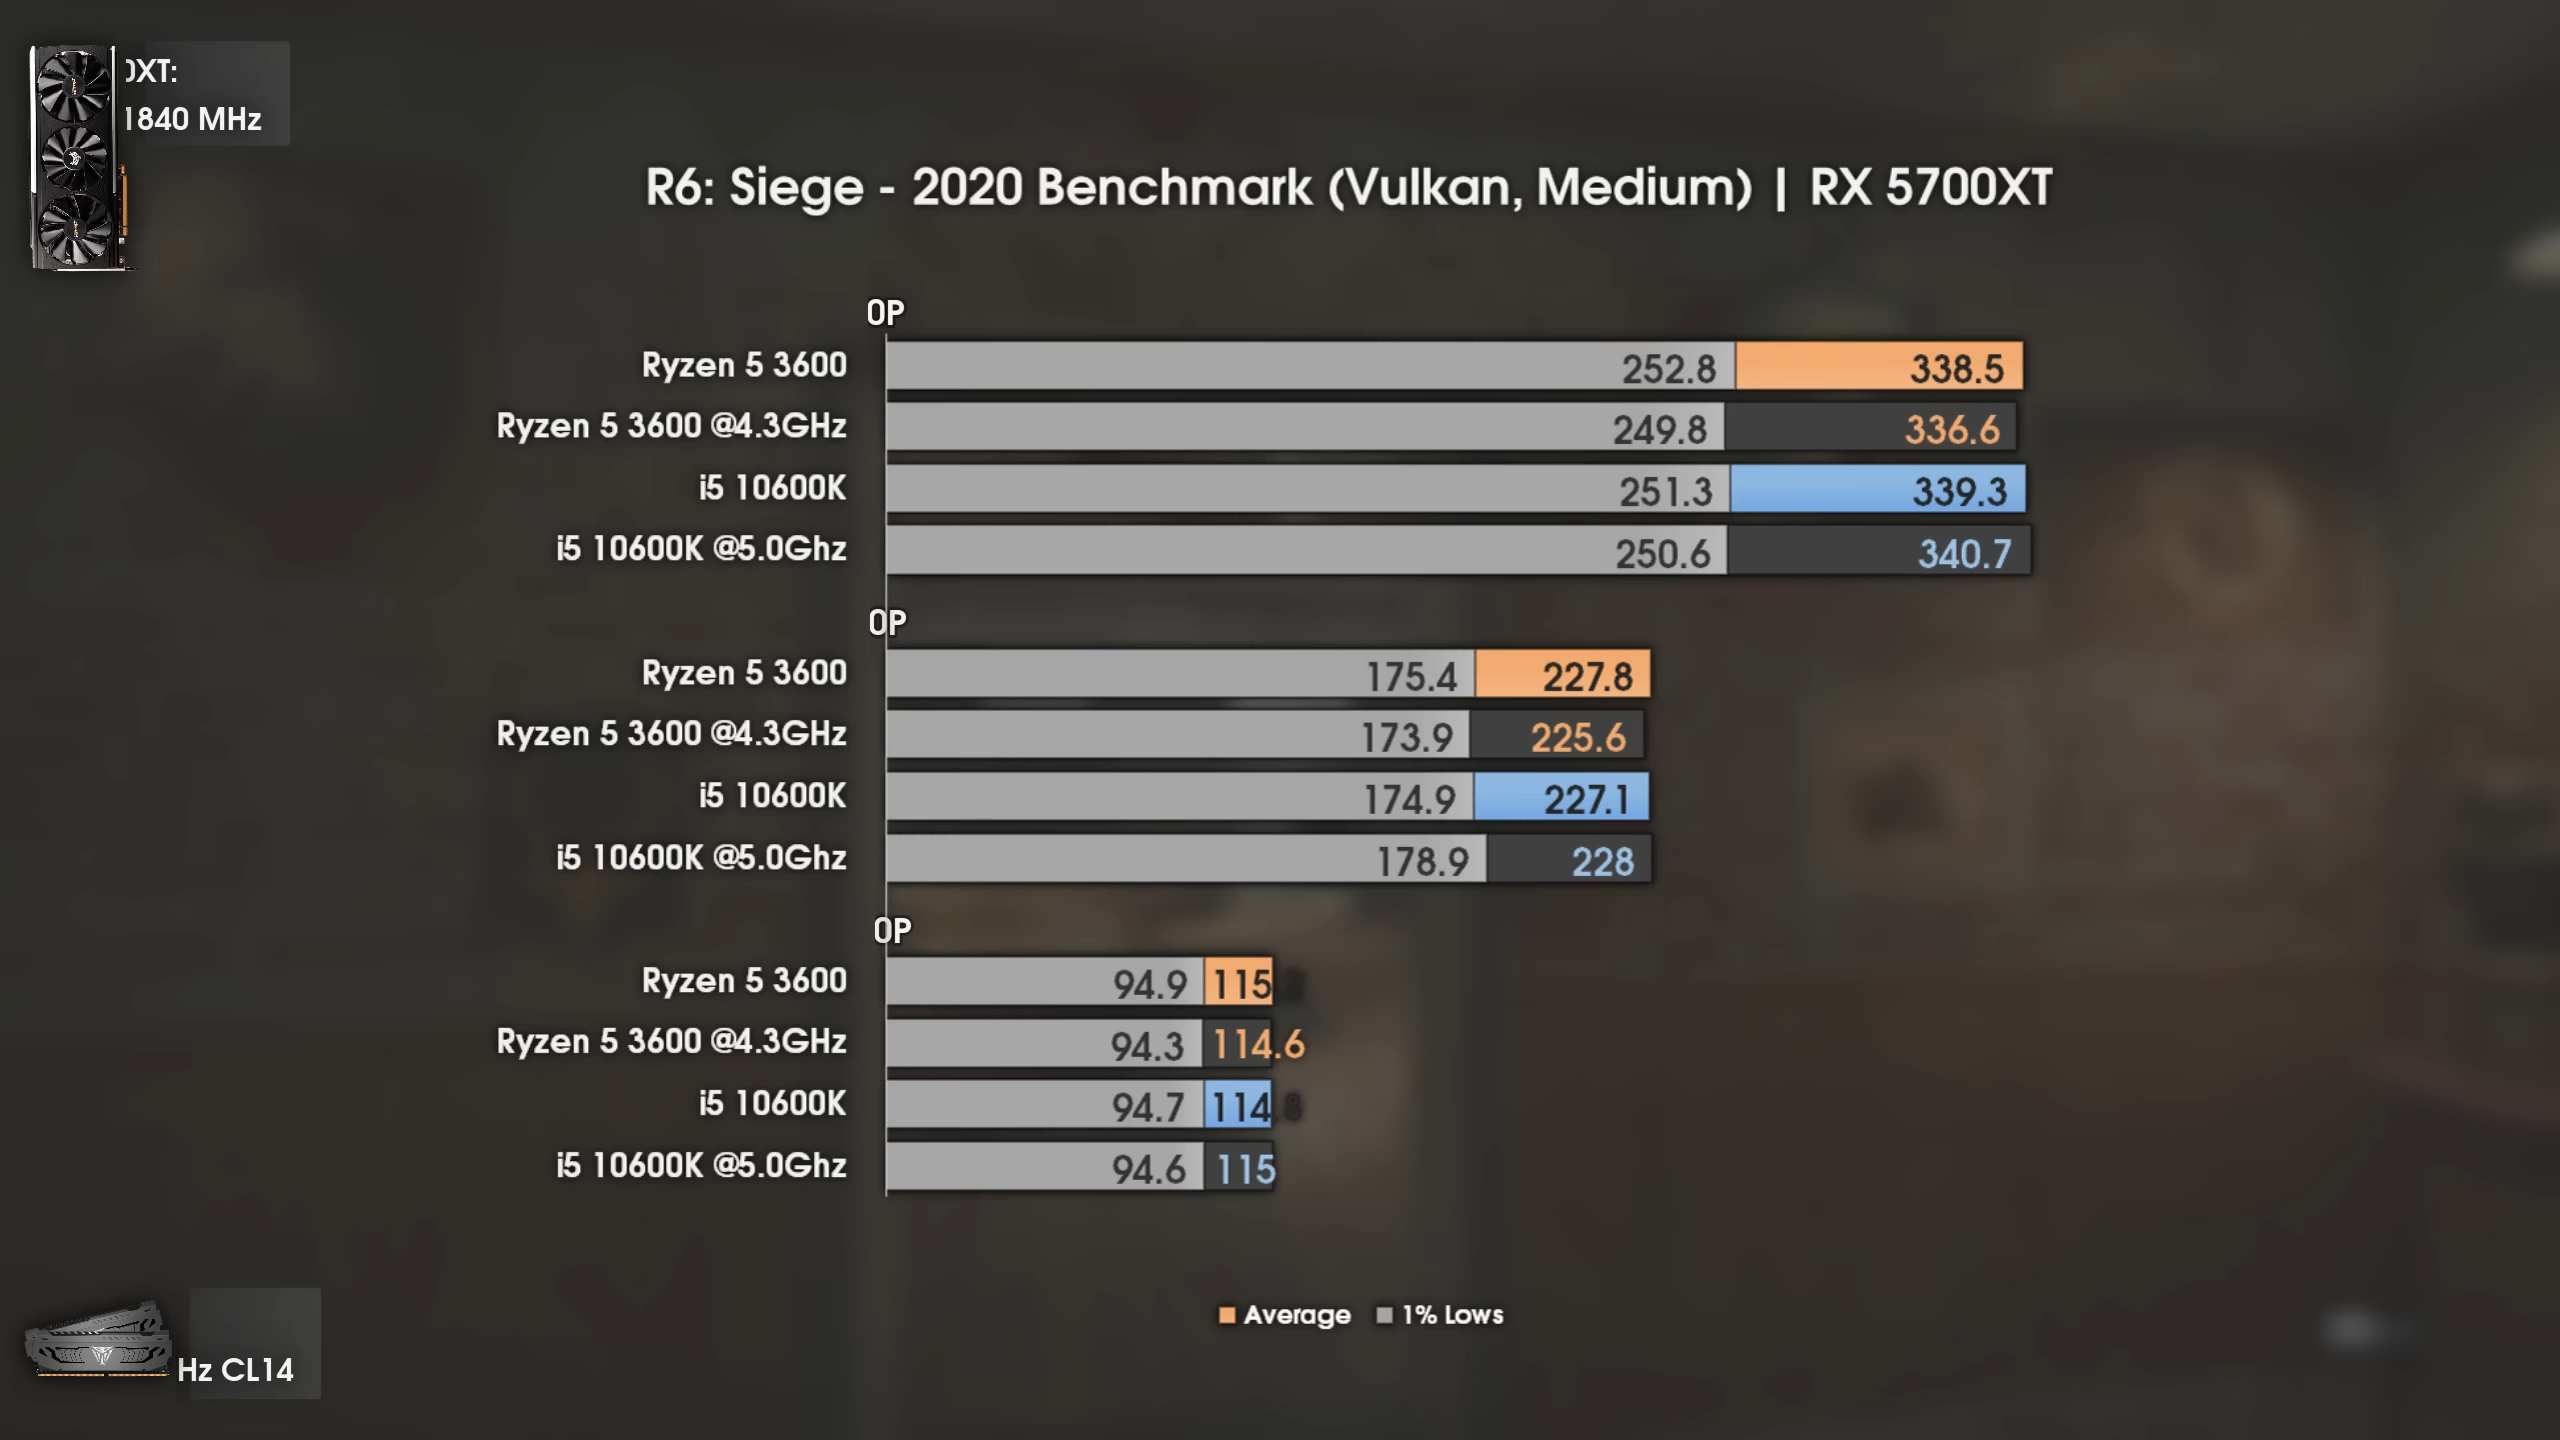 0XT:
1840 MHz
R6: Siege - 2020 Benchmark (Vulkan, Medium) | RX 5700XT
0P
Ryzen 5 3600 252.8 338.5
Ryzen 5 3600 @4.3GHz 249.8 336.6
i5 10600K 251.3 339.3
i5 10600K @5.0Ghz 250.6 340.7
0P
Ryzen 5 3600 175.4 227.8
Ryzen 5 3600 @4.3GHz 173.9 225.6
i5 10600K 174.9 227.1
i5 10600K @5.0Ghz 178.9 228
0P
Ryzen 5 3600 94.9 115
Ryzen 5 3600 @4.3GHz 94.3 114.6
i5 10600K 94.7 114.8
i5 10600K @5.0Ghz 94.6 115
Average 1% Lows
Hz CL14